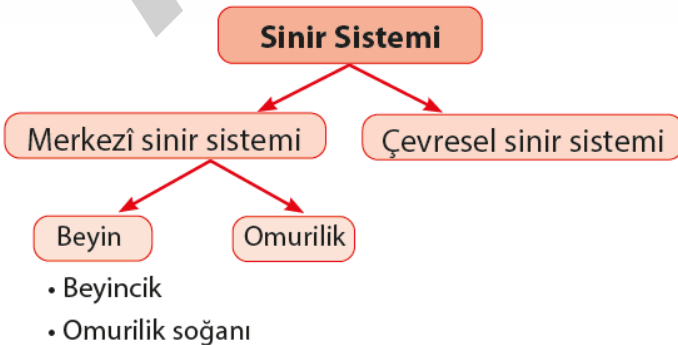 Sinir Sistemi
Merkezî sinir sistemi
Çevresel sinir sistemi
Beyin
Omurilik
• Beyincik
• Omurilik soğanı